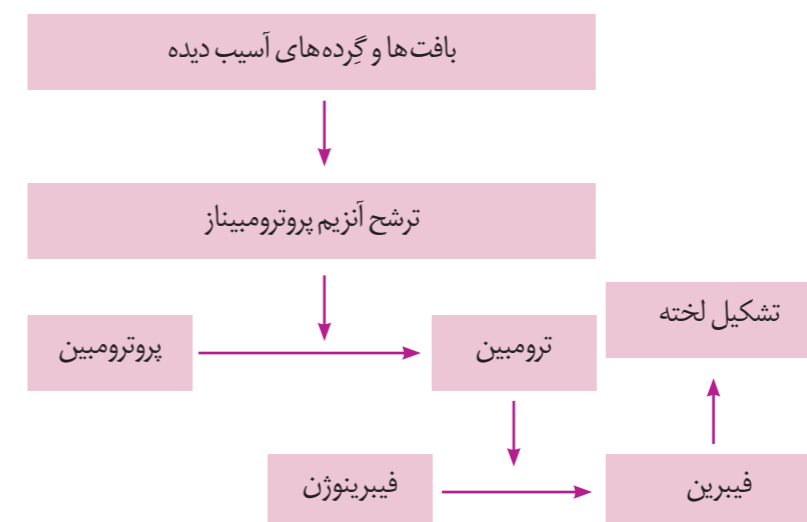 بافت‌ها و گِرده‌های آسیب دیده
ترشح آنزیم پروترومبیناز
تشکیل لخته
پروترومبین
ترومبین
فیبرینوژن
فیبرین